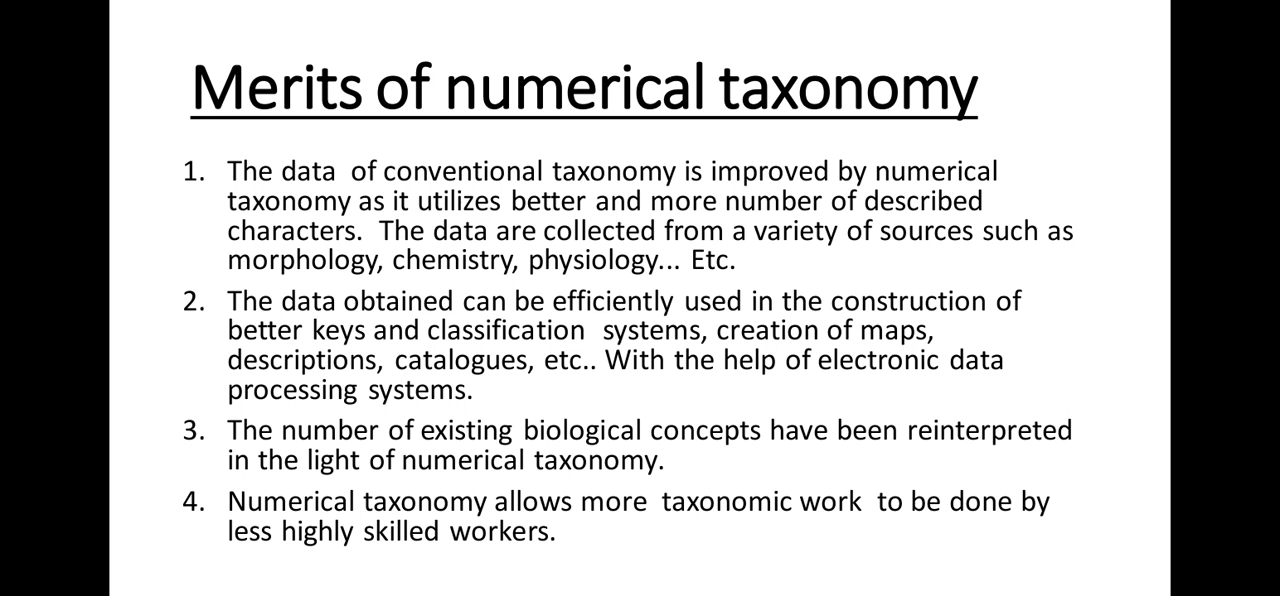 Merits of numerical taxonomy
1. The data of conventional taxonomy is improved by numerical
taxonomy as it utilizes better and more number of described
characters. The data are collected from a variety of sources such as
morphology, chemistry, physiology... Etc.
2. The data obtained can be efficiently used in the construction of
better keys and classification systems, creation of maps,
descriptions, catalogues, etc.. With the help of electronic data
processing systems.
3. The number of existing biological concepts have been reinterpreted
in the light of numerical taxonomy.
4. Numerical taxonomy allows more taxonomic work to be done by
less highly skilled workers.